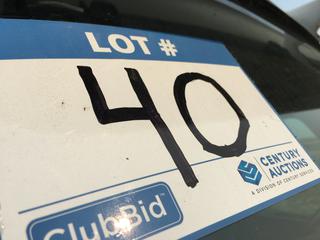 LOT #
40
CENTURY
AUCTIONS
A DIVISION OF CENTURY SERVICES
ClubBid